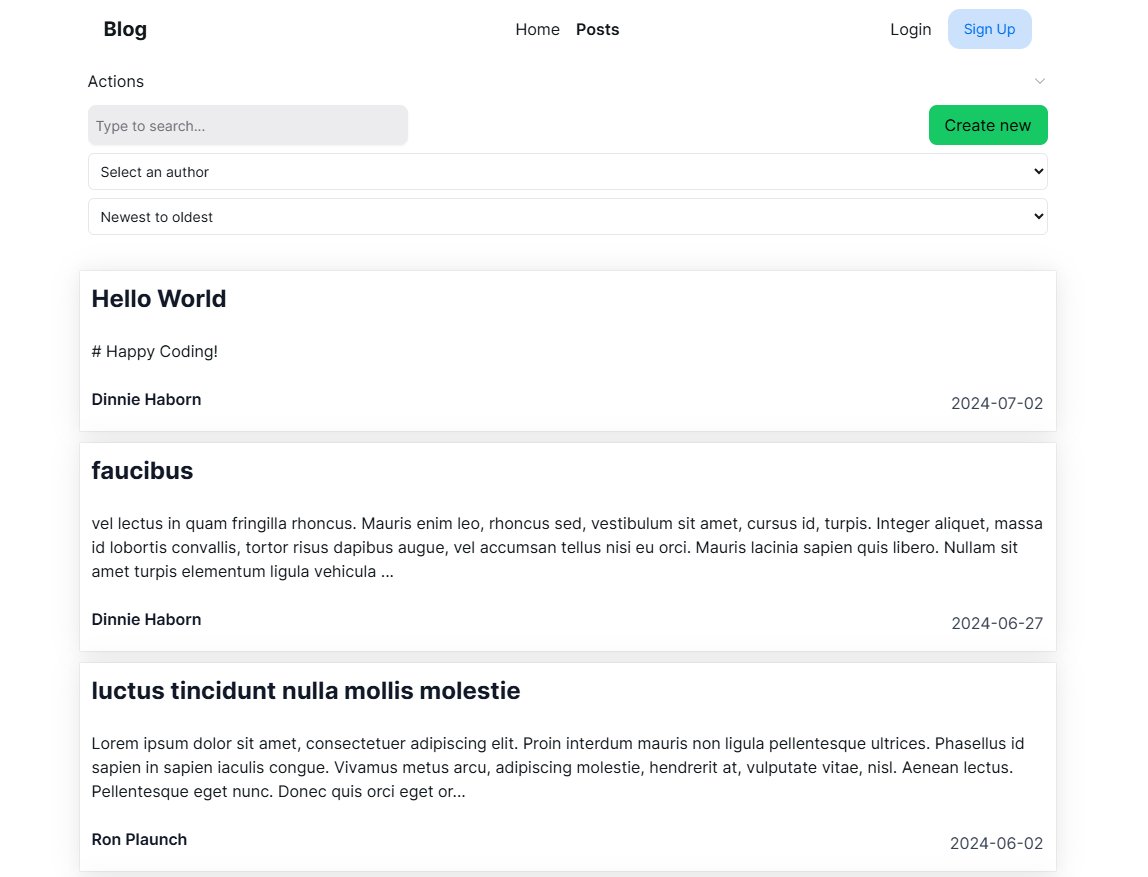 Blog Home Posts Login Sign Up
Actions
Type to search...
Create new
Select an author
Newest to oldest
Hello World
# Happy Coding!
Dinnie Haborn
2024-07-02
faucibus
vel lectus in quam fringilla rhoncus. Mauris enim leo, rhoncus sed, vestibulum sit amet, cursus id, turpis. Integer aliquet, massa
id lobortis convallis, tortor risus dapibus augue, vel accumsan tellus nisi eu orci. Mauris lacinia sapien quis libero. Nullam sit
amet turpis elementum ligula vehicula ...
Dinnie Haborn
2024-06-27
luctus tincidunt nulla mollis molestie
Lorem ipsum dolor sit amet, consectetuer adipiscing elit. Proin interdum mauris non ligula pellentesque ultrices. Phasellus id
sapien in sapien iaculis congue. Vivamus metus arcu, adipiscing molestie, hendrerit at, vulputate vitae, nisl. Aenean lectus.
Pellentesque eget nunc. Donec quis orci eget or...
Ron Plaunch
2024-06-02